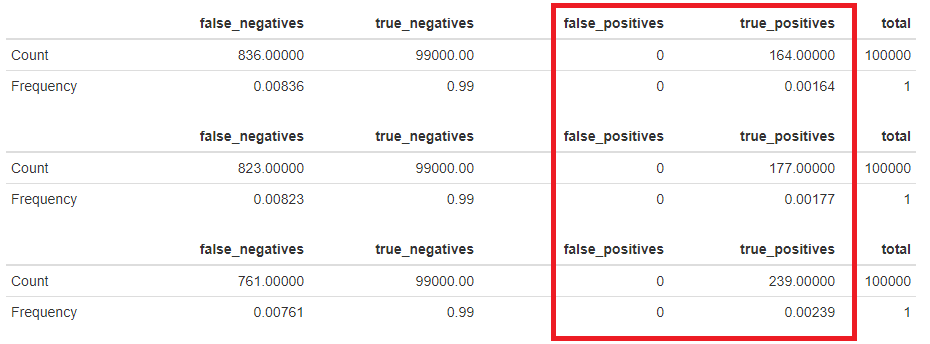 false_negatives true_negatives false_positives true_positives total
Count 836.00000 99000.00 0 164.00000 100000
Frequency 0.00836 0.99 0 0.00164 1
false_negatives true_negatives false_positives true_positives total
Count 823.00000 99000.00 0 177.00000 100000
Frequency 0.00823 0.99 0 0.00177 1
false_negatives true_negatives false_positives true_positives total
Count 761.00000 99000.00 0 239.00000 100000
Frequency 0.00761 0.99 0 0.00239 1